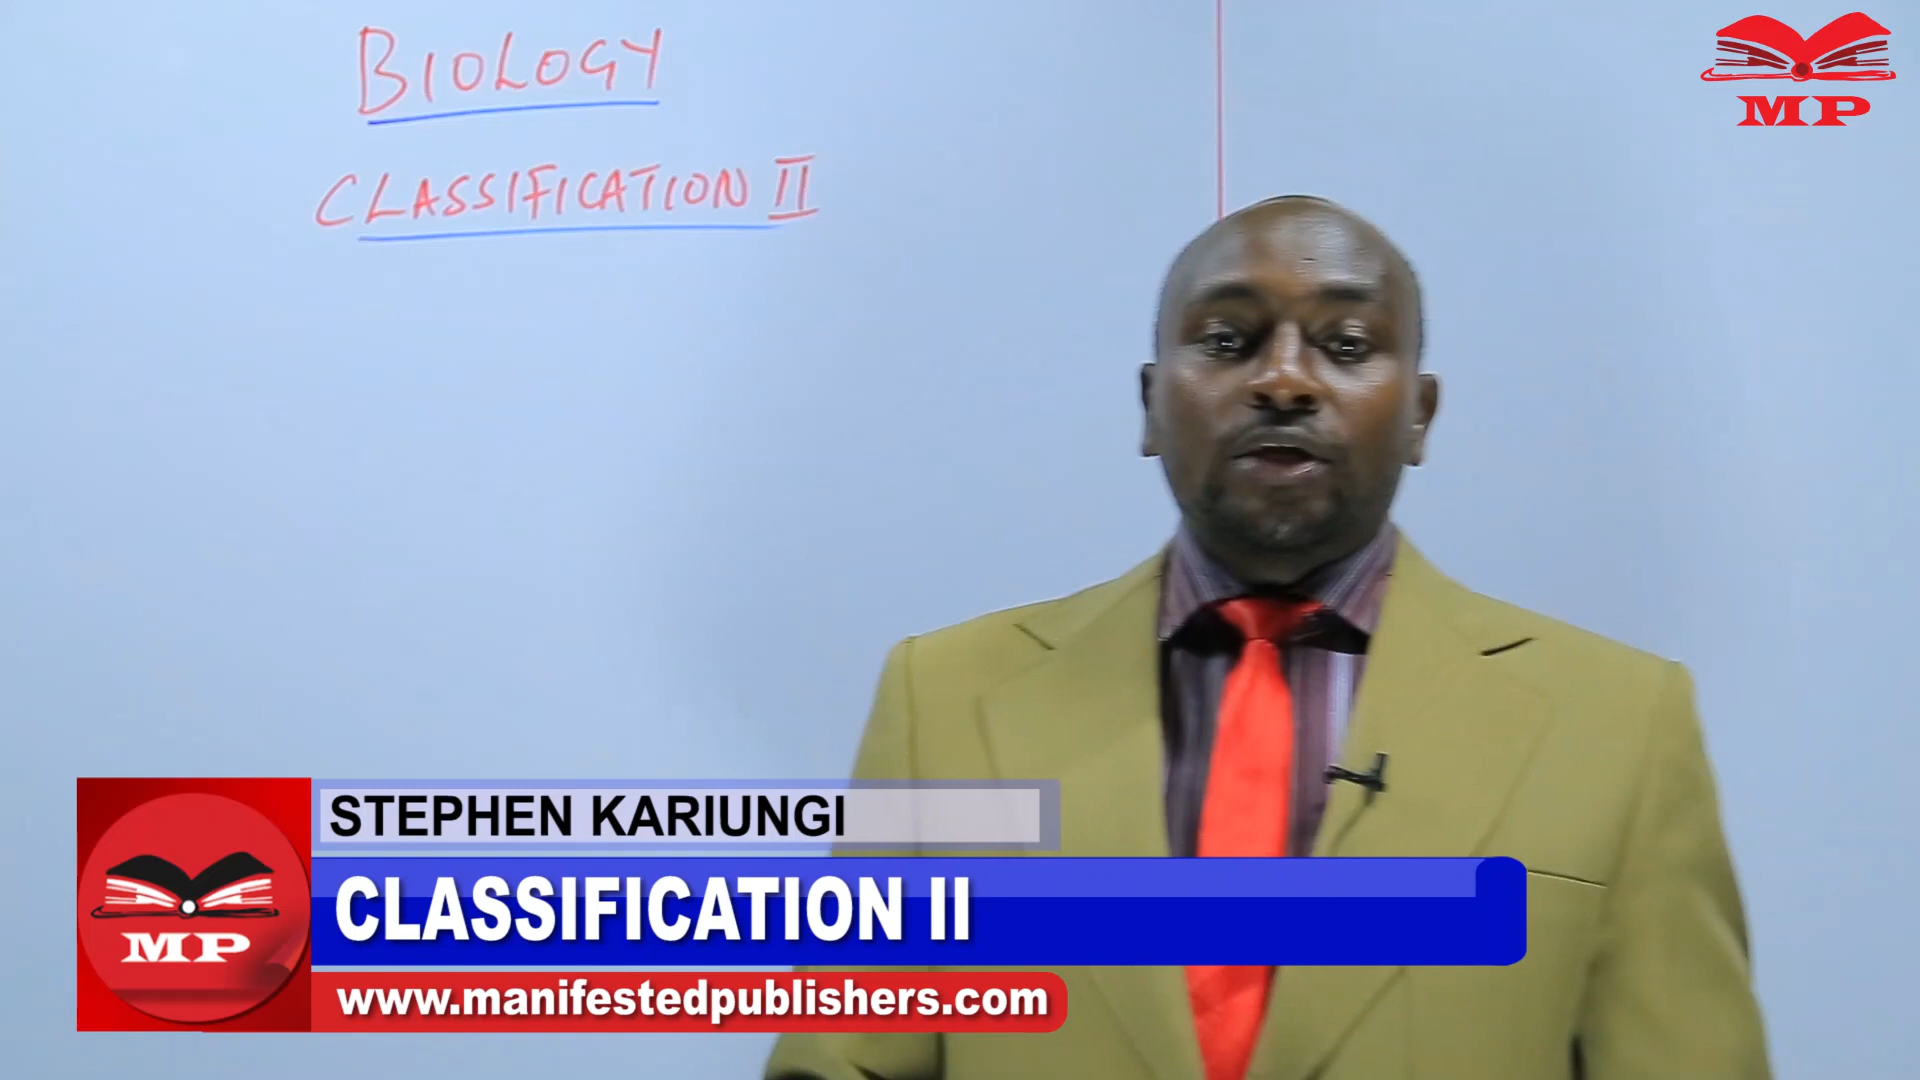 BIOLOGY
CLASSIFICATION II
MP
STEPHEN KARIUNGI
CLASSIFICATION II
MP
www.manifestedpublishers.com